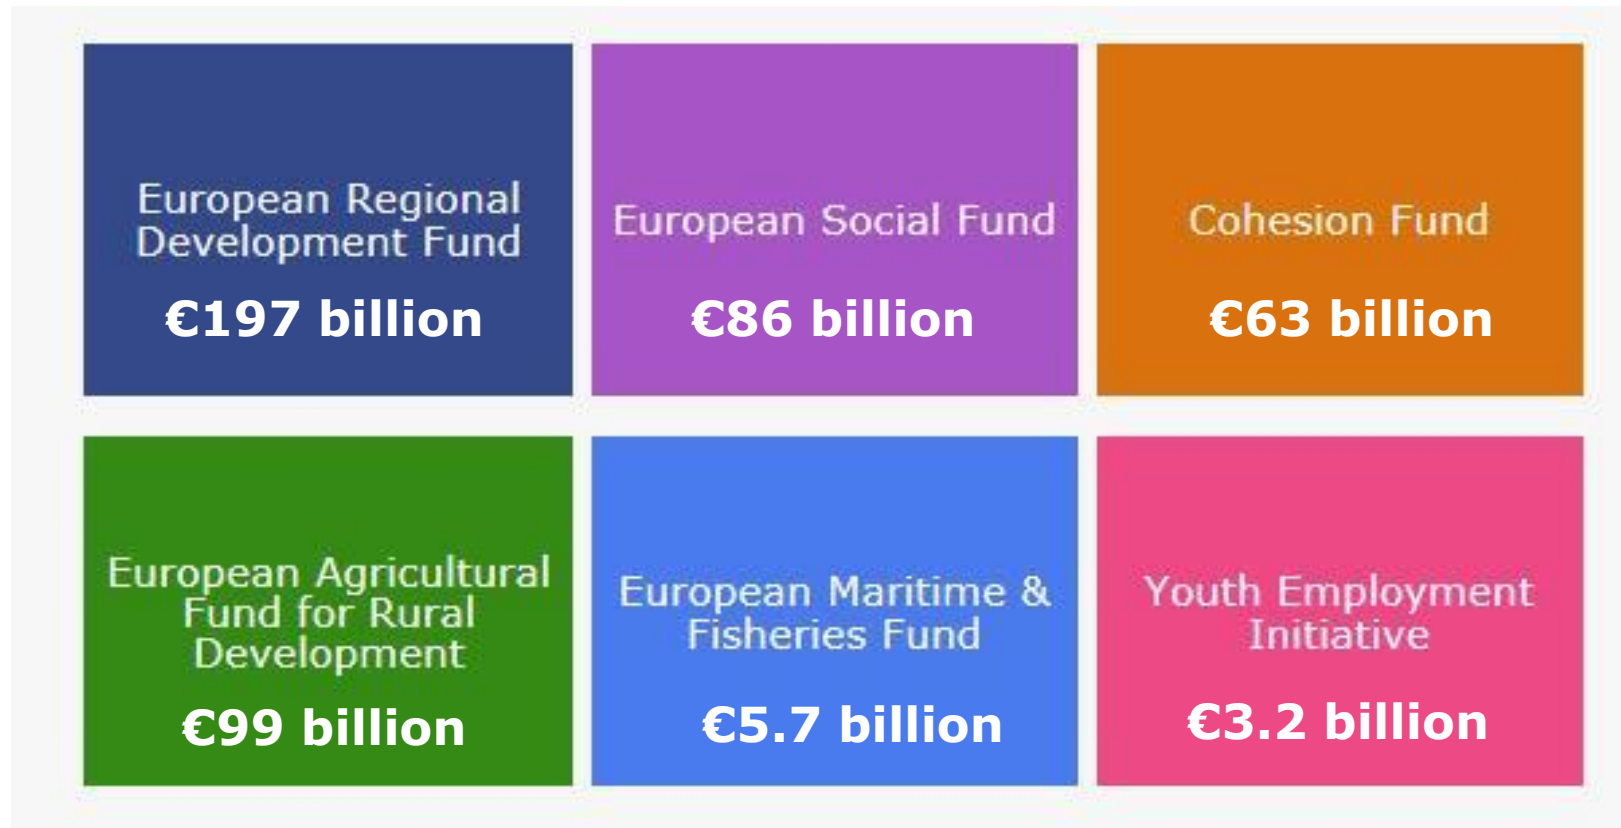 European Regional
Development Fund
€197 billion
European Social Fund
€86 billion
Cohesion Fund
€63 billion
European Agricultural
Fund for Rural
Development
€99 billion
European Maritime &
Fisheries Fund
€5.7 billion
Youth Employment
Initiative
€3.2 billion